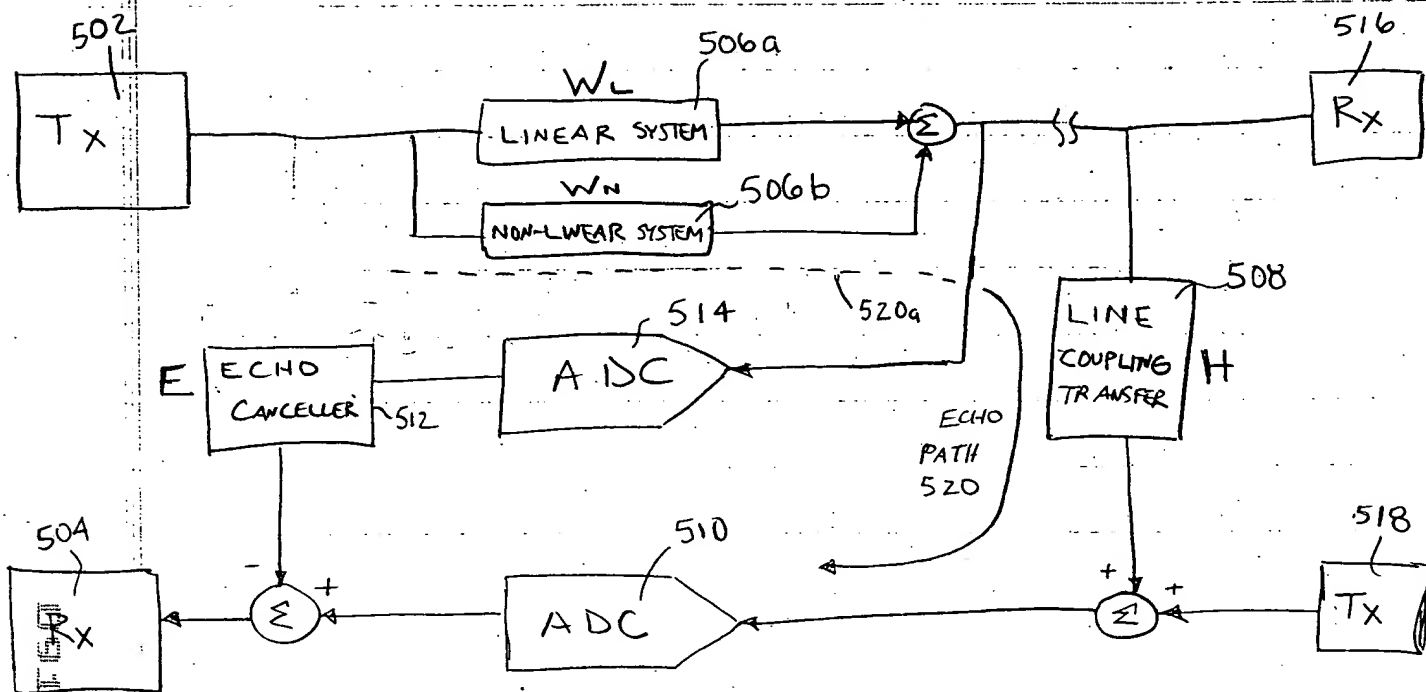 502
506a
516
Tx
WL
LINEAR SYSTEM
Σ
Rx
WN
506b
NON-LWEAR SYSTEM
508
520a
514
LINE
COUPLING
TRANSFER
H
E
ECHO
CANCELLER
512
ADC
ECHO
PATH
520
504
510
518
-
+
+
+
Rx
Σ
ADC
Σ
Tx